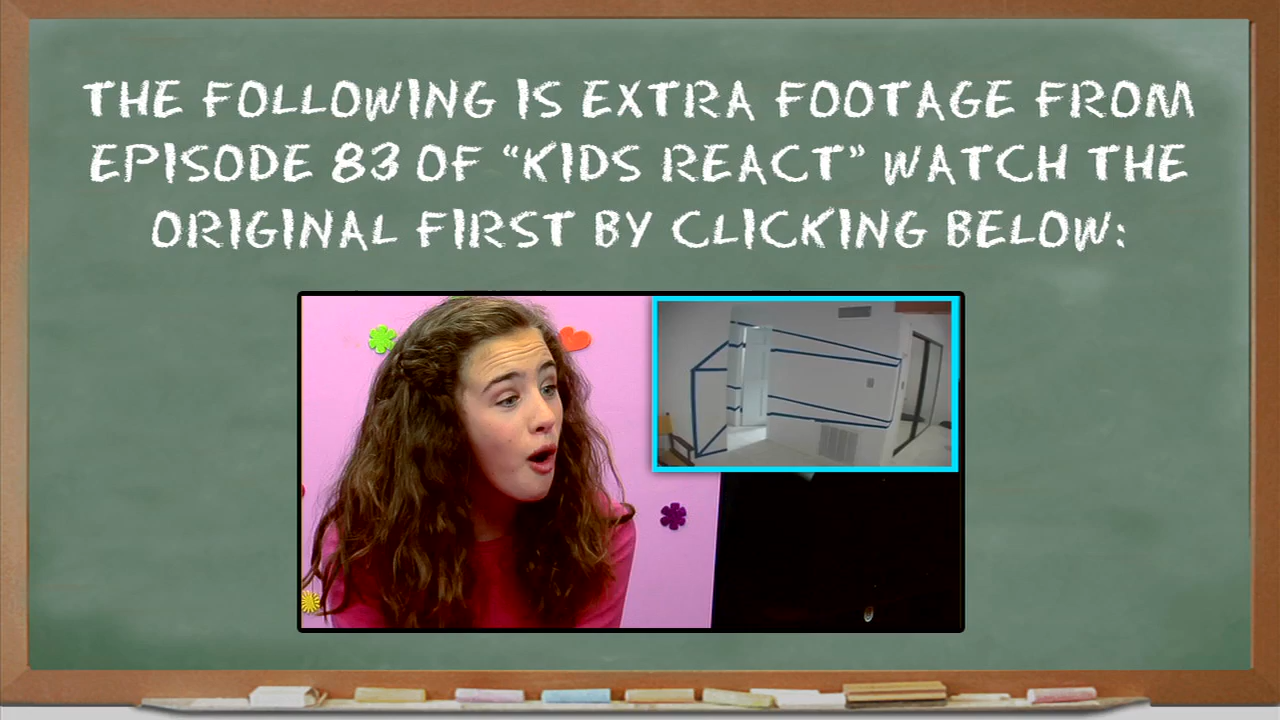 THE FOLLOWING IS EXTRA FOOTAGE FROM
EPISODE 83 OF “KIDS REACT” WATCH THE
ORIGINAL FIRST BY CLICKING BELOW: